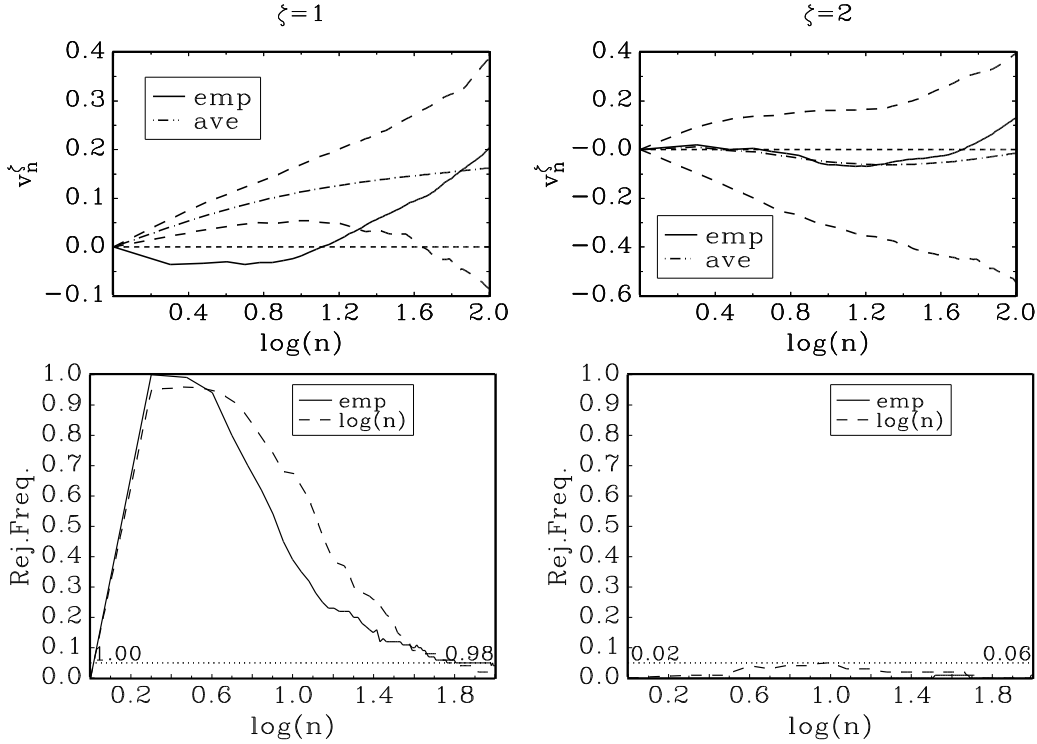 ζ=1
ζ=2
0.4
0.3
0.2
0.1
0.0
−0.1
v_n^ζ
emp
ave
0.4 0.8 1.2 1.6 2.0
log(n)
0.4
0.2
−0.0
−0.2
−0.4
−0.6
v_n^ζ
emp
ave
0.4 0.8 1.2 1.6 2.0
log(n)
1.0
0.9
0.8
0.7
0.6
0.5
0.4
0.3
0.2
0.1
0.0
Rej.Freq.
emp
log(n)
1.00 0.98
0.2 0.6 1.0 1.4 1.8
log(n)
1.0
0.9
0.8
0.7
0.6
0.5
0.4
0.3
0.2
0.1
0.0
Rej.Freq.
emp
log(n)
0.02 0.06
0.2 0.6 1.0 1.4 1.8
log(n)